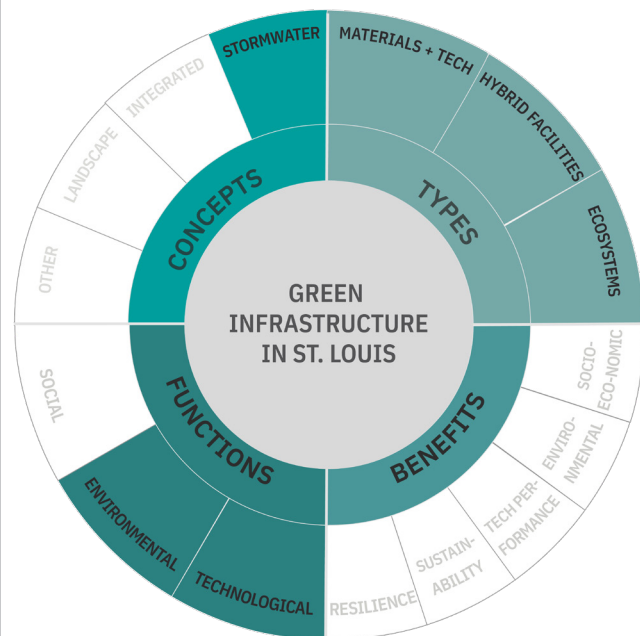 GREEN
INFRASTRUCTURE
IN ST. LOUIS
CONCEPTS
STORMWATER
INTEGRATED
LANDSCAPE
OTHER
TYPES
MATERIALS + TECH
HYBRID FACILITIES
ECOSYSTEMS
BENEFITS
SOCIO-
ECO-NOMIC
ENVIRO-
NMENTAL
TECH PER-
FORMANCE
SUSTAIN-
ABILITY
RESILIENCE
FUNCTIONS
TECHNOLOGICAL
ENVIRONMENTAL
SOCIAL